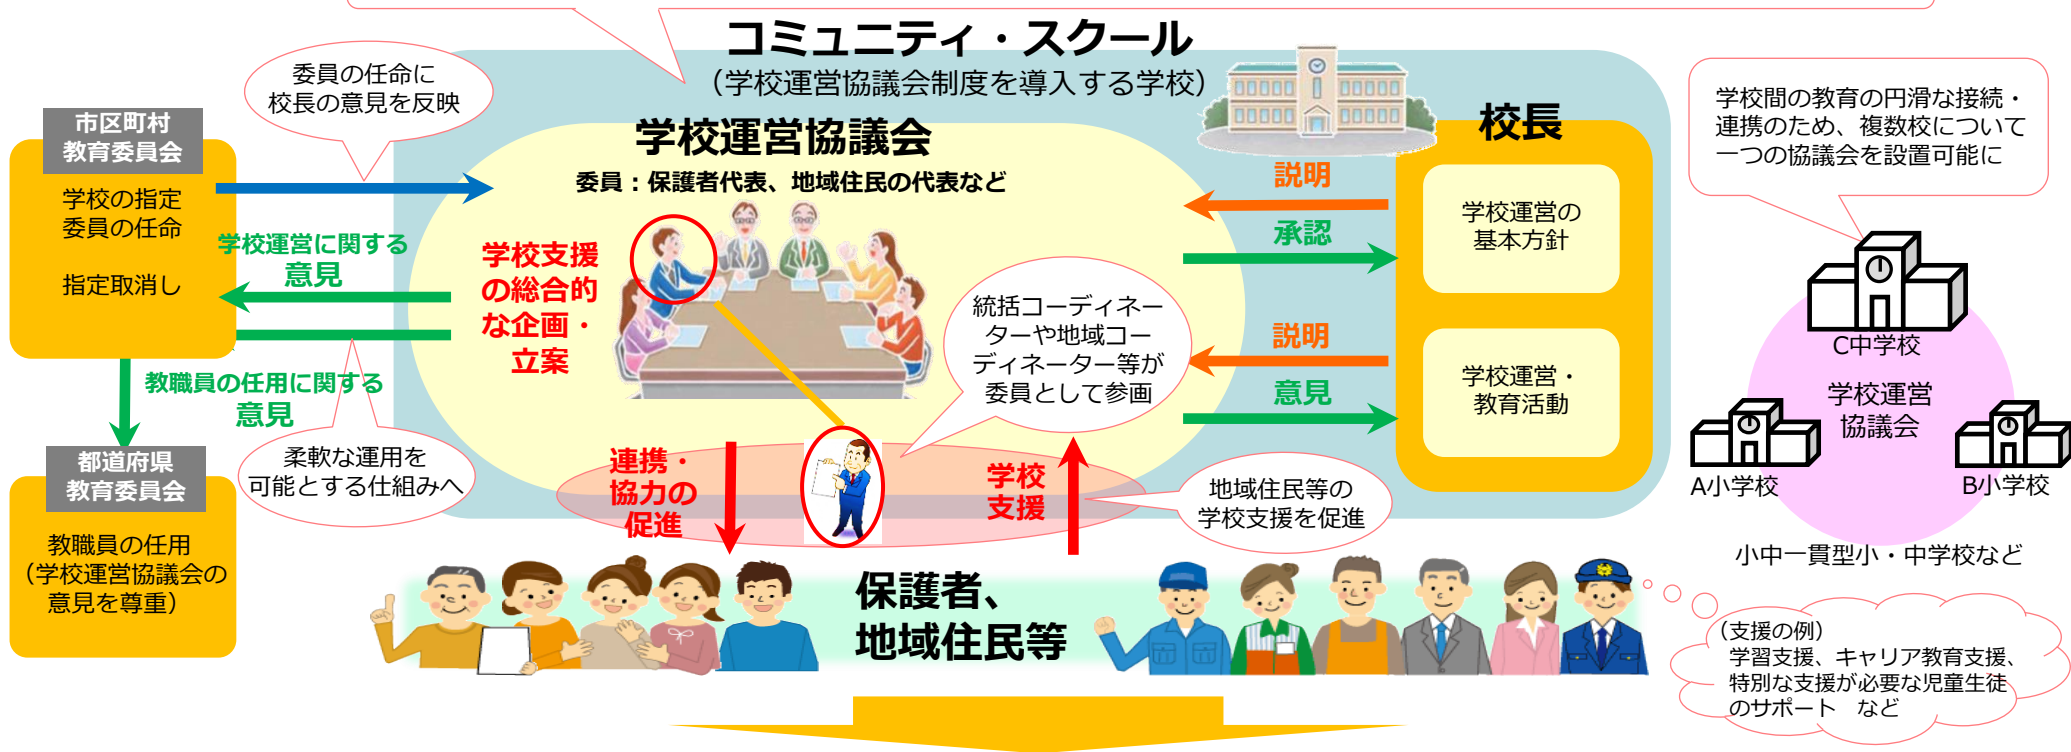 コミュニティ・スクール
（学校運営協議会制度を導入する学校）
委員の任命に
校長の意見を反映
市区町村
教育委員会
学校の指定
委員の任命
指定取消し
学校運営に関する
意見
教職員の任用に関する
意見
柔軟な運用を
可能とする仕組みへ
都道府県
教育委員会
教職員の任用
（学校運営協議会の
意見を尊重）
学校運営協議会
委員：保護者代表、地域住民の代表など
学校支援
の総合的
な企画・
立案
統括コーディネー
ターや地域コー
ディネーター等が
委員として参画
説明
承認
説明
意見
校長
学校運営の
基本方針
学校運営・
教育活動
連携・
協力の
促進
学校
支援
地域住民等の
学校支援を促進
保護者、
地域住民等
学校間の教育の円滑な接続・
連携のため、複数校について
一つの協議会を設置可能に
C中学校
学校運営
協議会
A小学校
B小学校
小中一貫型小・中学校など
（支援の例）
学習支援、キャリア教育支援、
特別な支援が必要な児童生徒
のサポート　など